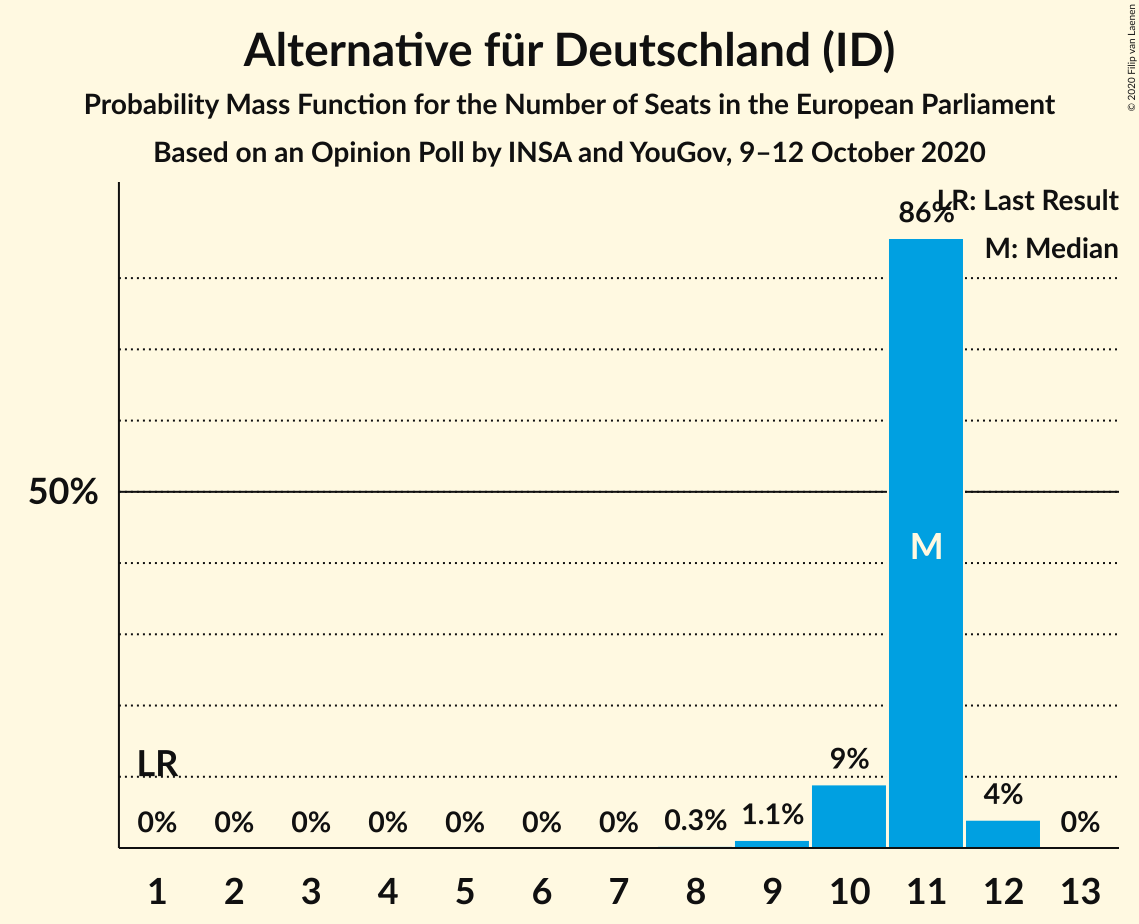 Alternative für Deutschland (ID)
Probability Mass Function for the Number of Seats in the European Parliament
Based on an Opinion Poll by INSA and YouGov, 9–12 October 2020
© 2020 Filip van Laenen
LR: Last Result
M: Median
86%
50%
M
LR
0% 0% 0% 0% 0% 0% 0% 0.3% 1.1% 9% 4% 0%
1 2 3 4 5 6 7 8 9 10 11 12 13